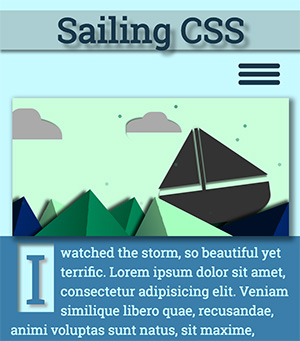 Sailing CSS
I watched the storm, so beautiful yet
terrific. Lorem ipsum dolor sit amet,
consectetur adipisicing elit. Veniam
similique libero quae, recusandae,
animi voluptas sunt natus, sit maxime,